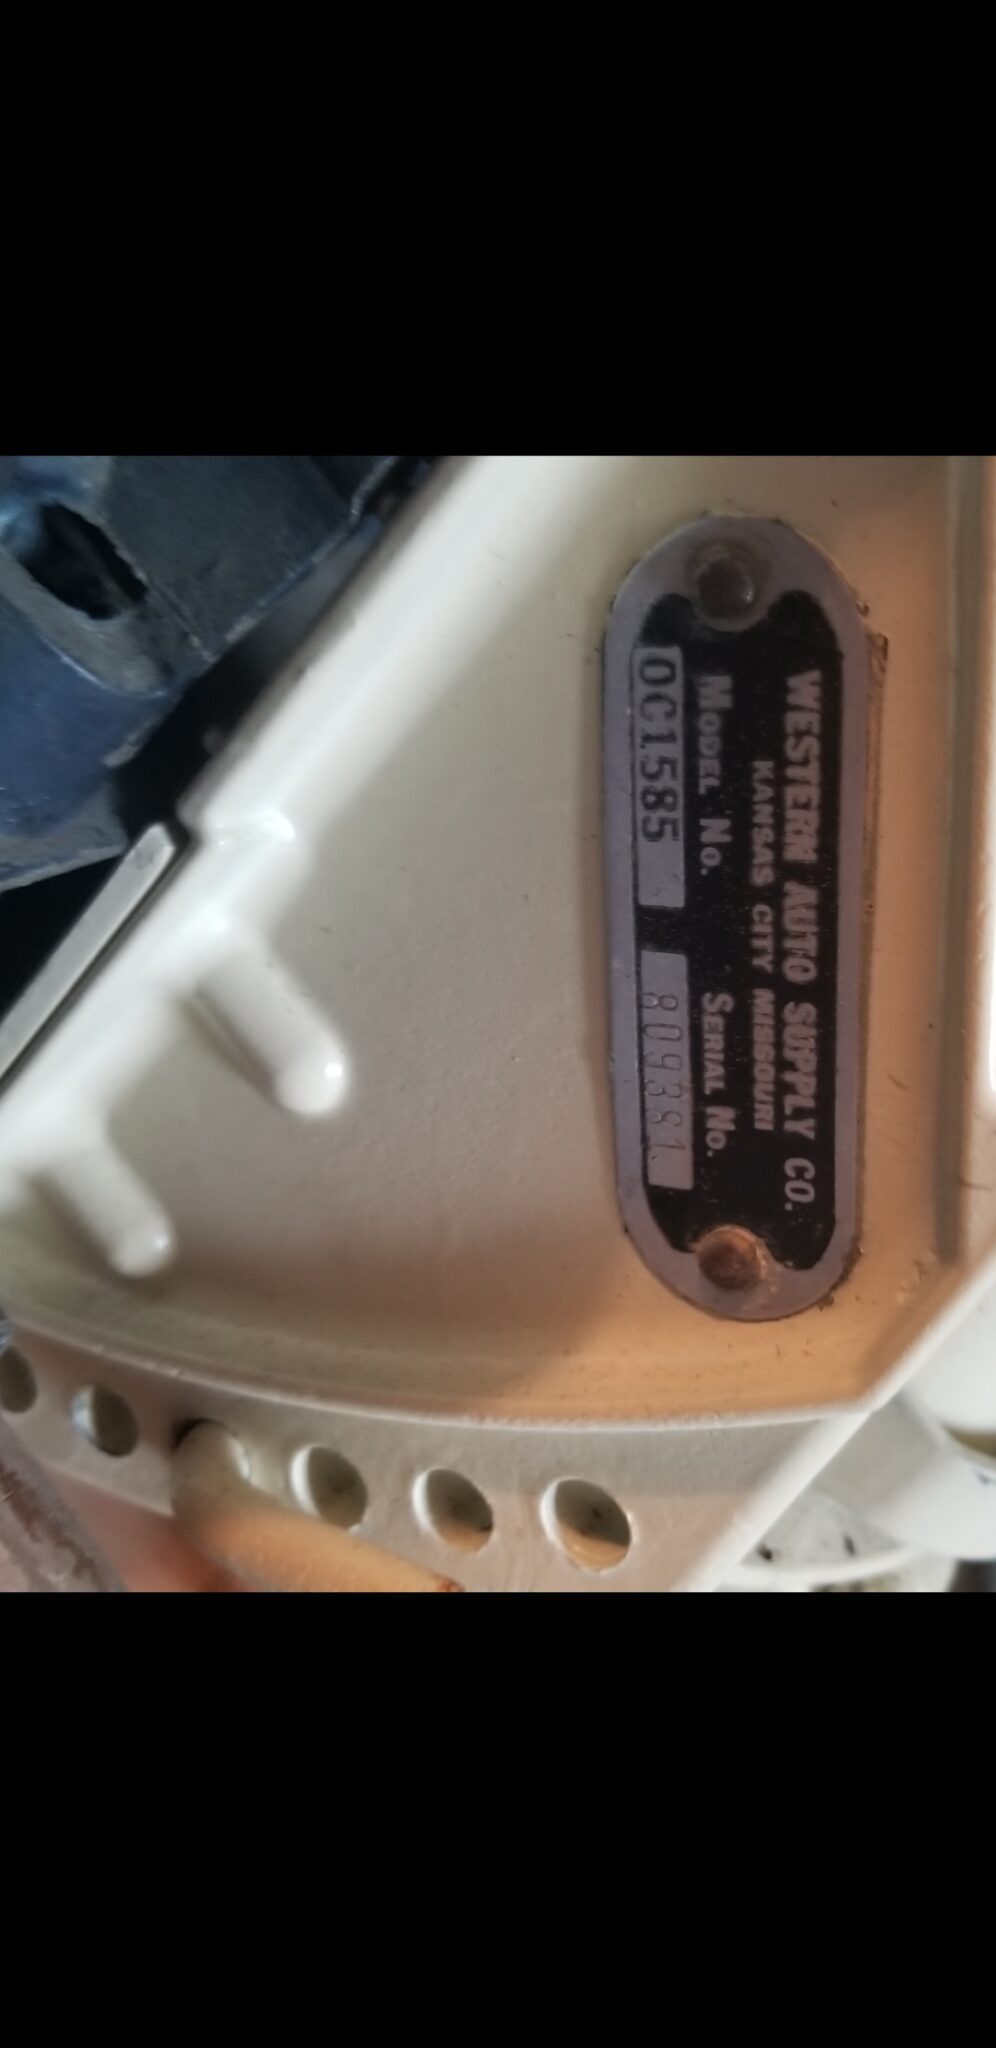 WESTERN AUTO SUPPLY CO.
KANSAS CITY MISSOURI
MODEL NO. SERIAL NO.
OC1585 809381